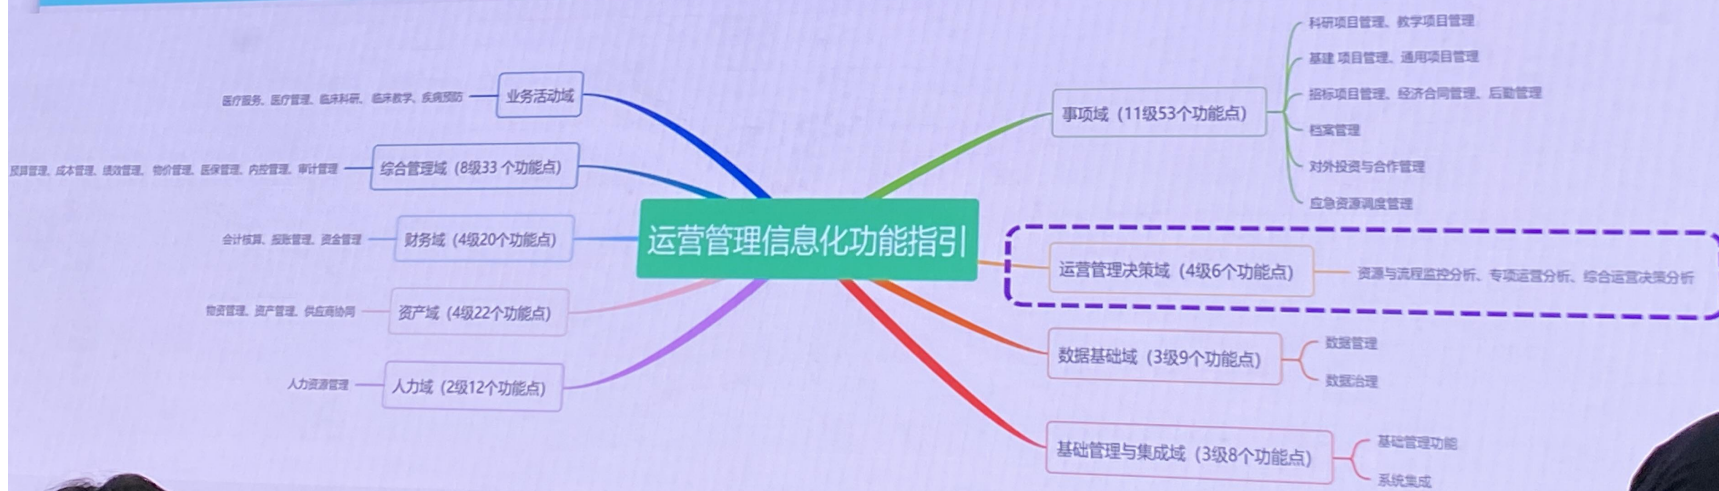 运营管理信息化功能指引
业务活动域
医疗服务、医疗管理、临床科研、临床教学、疾病预防
综合管理域（8级33 个功能点）
预算管理、成本管理、绩效管理、物价管理、医保管理、内控管理、审计管理
财务域（4级20个功能点）
会计核算、报账管理、资金管理
资产域（4级22个功能点）
物资管理、资产管理、供应商协同
人力域（2级12个功能点）
人力资源管理
事项域（11级53个功能点）
科研项目管理、教学项目管理
基建 项目管理、通用项目管理
招标项目管理、经济合同管理、后勤管理
档案管理
对外投资与合作管理
应急资源调度管理
运营管理决策域（4级6个功能点）
资源与流程监控分析、专项运营分析、综合运营决策分析
数据基础域（3级9个功能点）
数据管理
数据治理
基础管理与集成域（3级8个功能点）
基础管理功能
系统集成